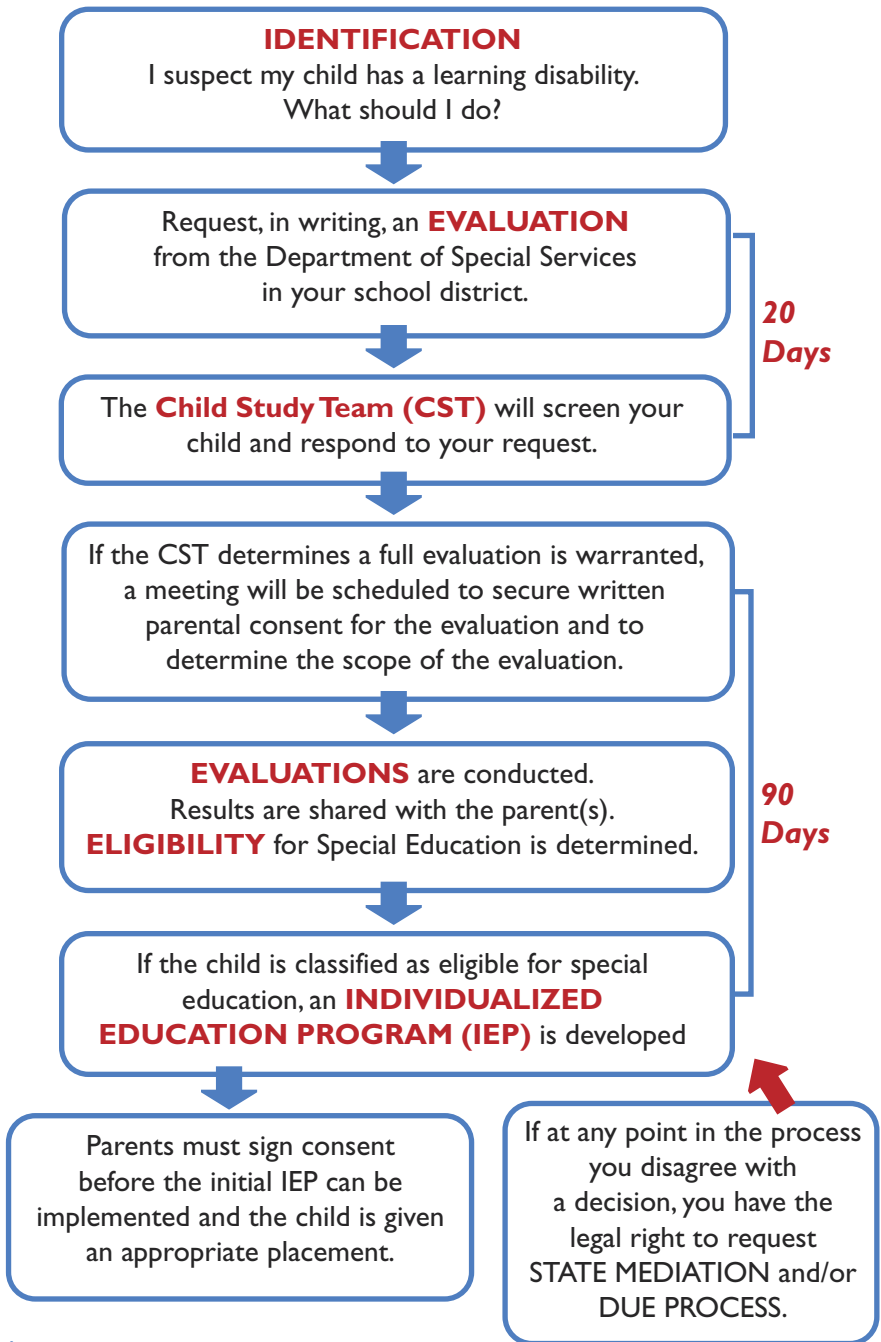 IDENTIFICATION
I suspect my child has a learning disability.
What should I do?
Request, in writing, an EVALUATION
from the Department of Special Services
in your school district.
20
Days
The Child Study Team (CST) will screen your
child and respond to your request.
If the CST determines a full evaluation is warranted,
a meeting will be scheduled to secure written
parental consent for the evaluation and to
determine the scope of the evaluation.
EVALUATIONS are conducted.
Results are shared with the parent(s).
ELIGIBILITY for Special Education is determined.
90
Days
If the child is classified as eligible for special
education, an INDIVIDUALIZED
EDUCATION PROGRAM (IEP) is developed
Parents must sign consent
before the initial IEP can be
implemented and the child is given
an appropriate placement.
If at any point in the process
you disagree with
a decision, you have the
legal right to request
STATE MEDIATION and/or
DUE PROCESS.